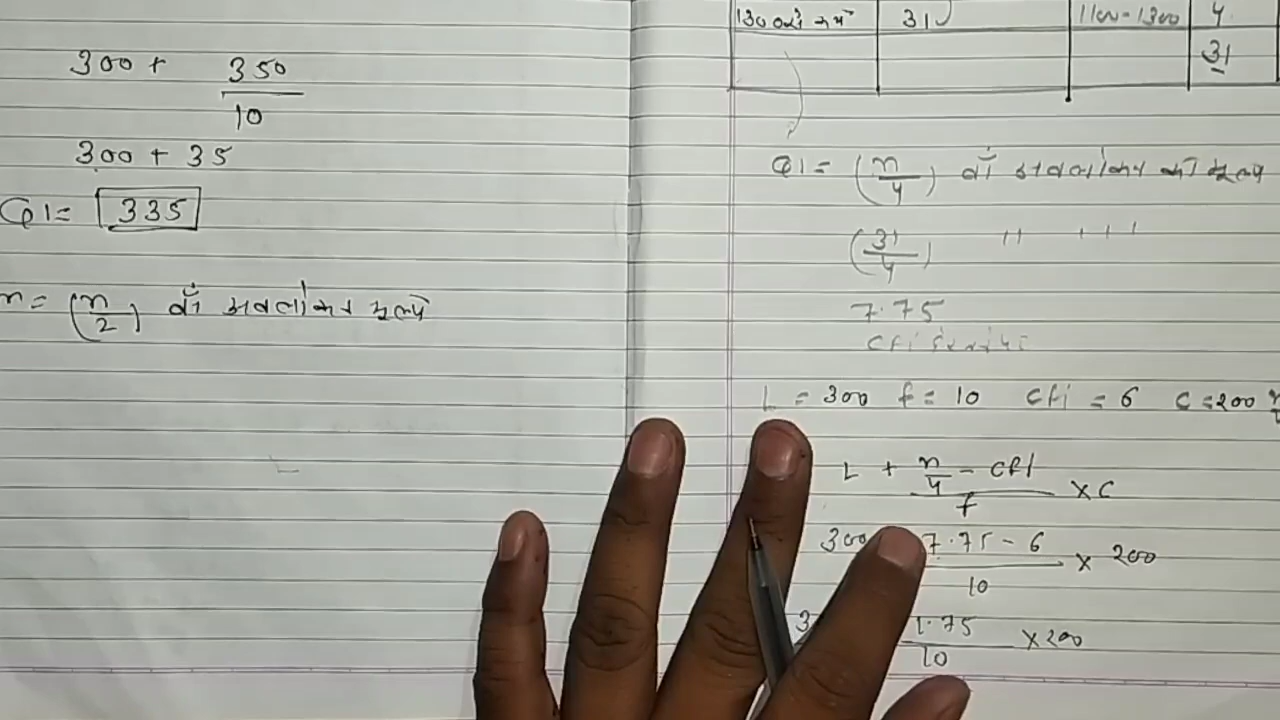 300 + 350
10
300 + 35
Q1= 335
m = (n/2) वाँ अवलोकन मूल्य
1300 से कम 31 1100-1300 4
31
Q1 = (n/4) वाँ अवलोकन का मूल्य
(31/4) " "
7.75
L = 300 f = 10 cfi = 6 C = 200
L + n/4 - cfi
f × C
300 7.75 - 6
10 × 200
1.75
10 × 200